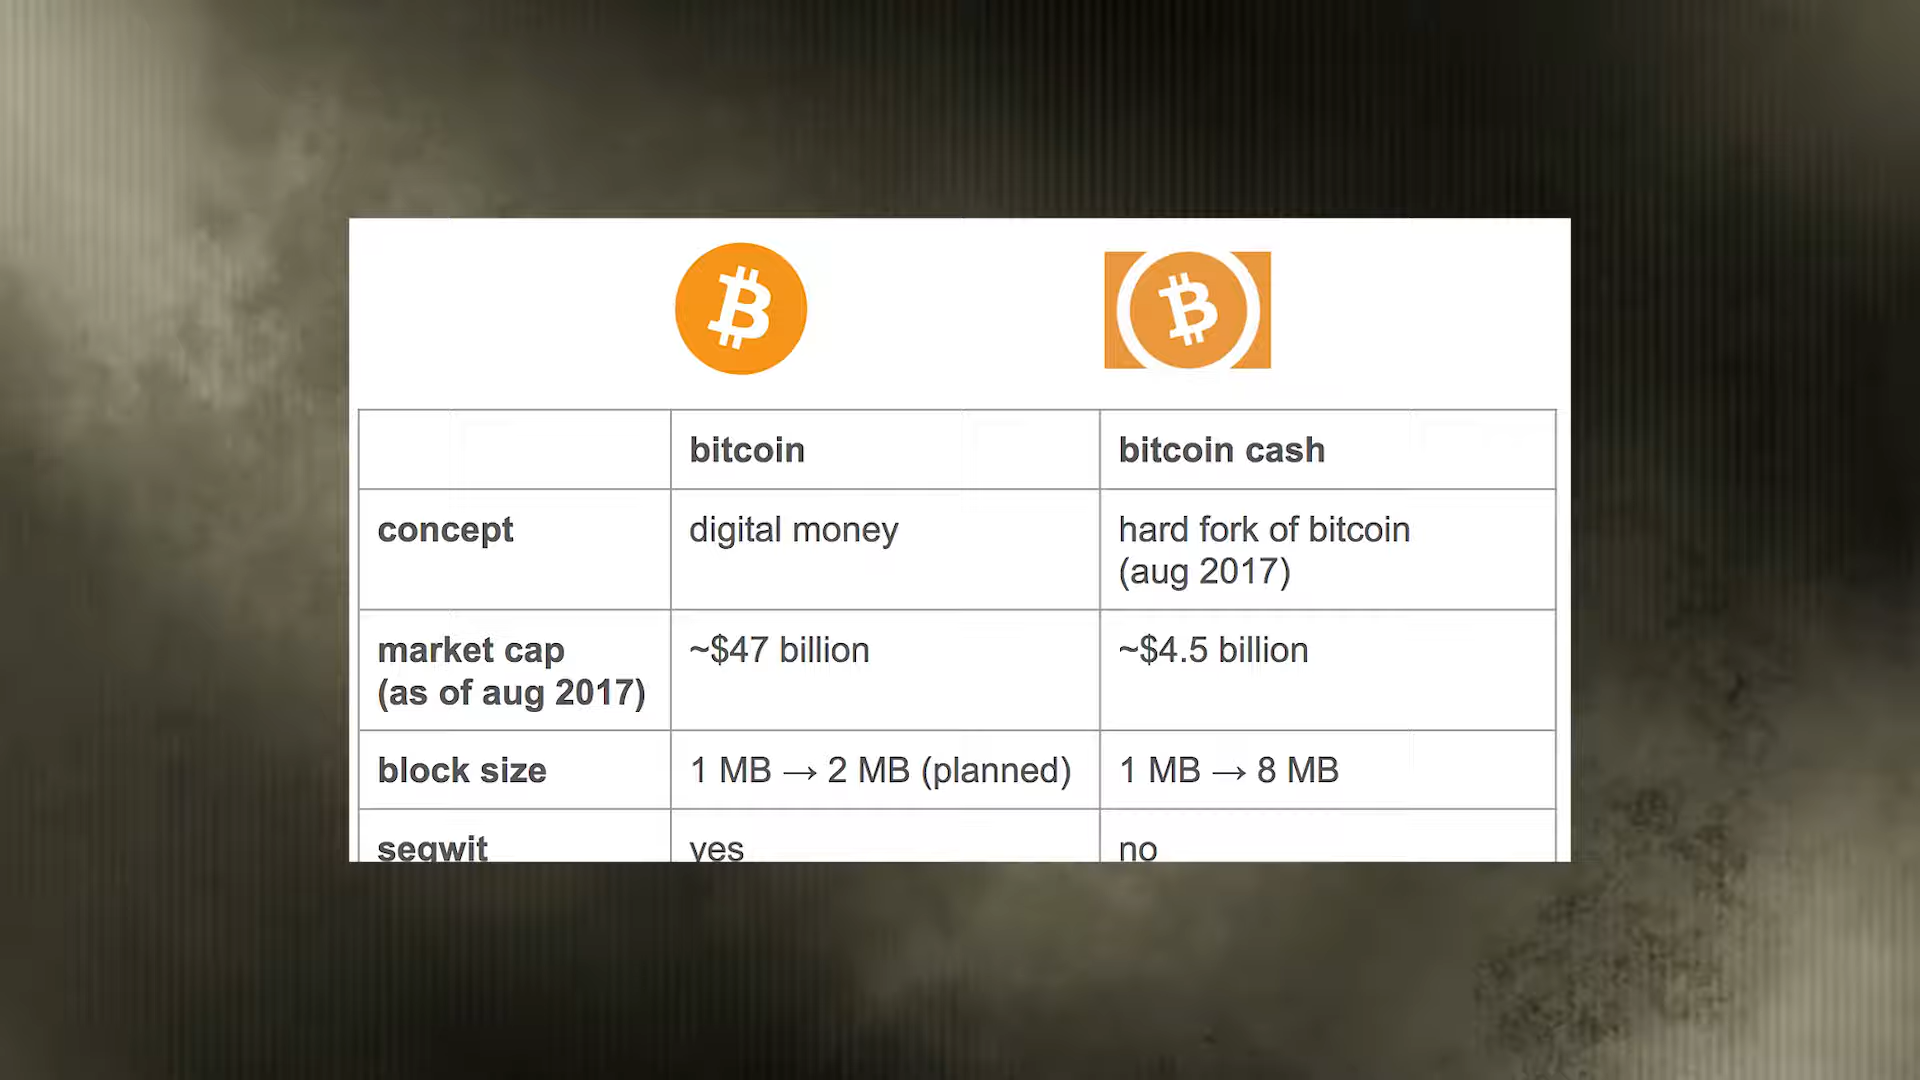 bitcoin bitcoin cash
concept digital money hard fork of bitcoin
(aug 2017)
market cap ~$47 billion ~$4.5 billion
(as of aug 2017)
block size 1 MB → 2 MB (planned) 1 MB → 8 MB
segwit yes no